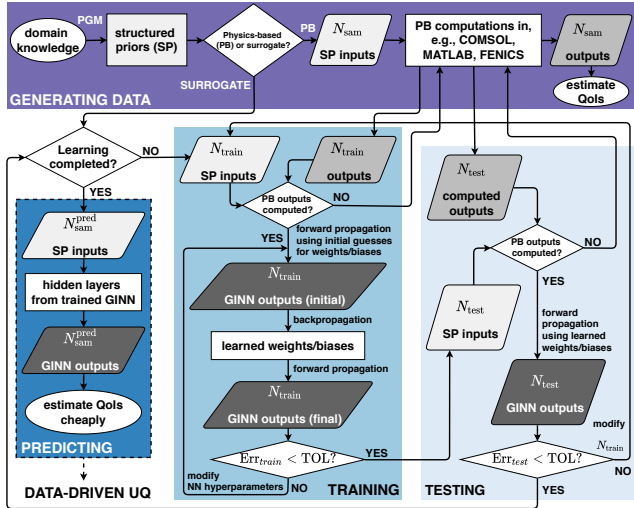 domain
knowledge
PGM
structured
priors (SP)
Physics-based
(PB) or surrogate?
PB
N_sam
SP inputs
PB computations in,
e.g., COMSOL,
MATLAB, FENICS
N_sam
outputs
estimate
QoIs
SURROGATE
GENERATING DATA
Learning
completed?
NO
YES
N_sam^pred
SP inputs
hidden layers
from trained GINN
N_sam^pred
GINN outputs
estimate QoIs
cheaply
PREDICTING
DATA-DRIVEN UQ
N_train
SP inputs
N_train
outputs
PB outputs
computed?
NO
YES
forward propagation
using initial guesses
for weights/biases
N_train
GINN outputs (initial)
backpropagation
learned weights/biases
forward propagation
N_train
GINN outputs (final)
Err_train < TOL?
YES
NO
modify
NN hyperparameters
TRAINING
N_test
computed
outputs
PB outputs
computed?
NO
YES
N_test
SP inputs
forward
propagation
using learned
weights/biases
N_test
GINN outputs
modify
N_train
Err_test < TOL?
NO
YES
TESTING